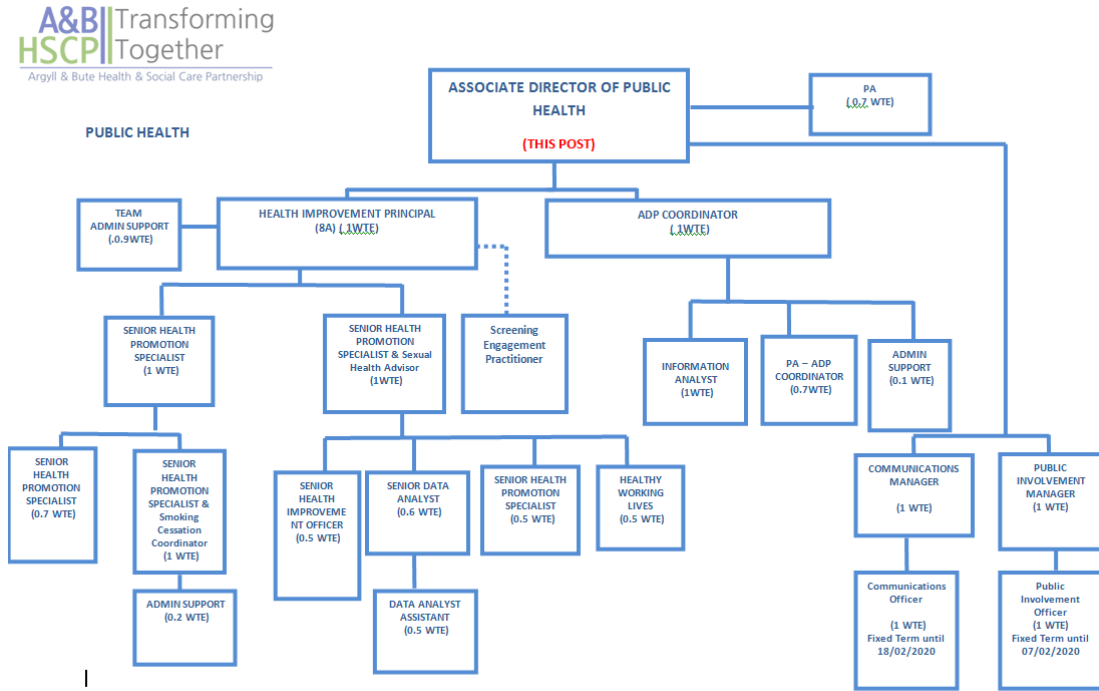 A&B Transforming
HSCP Together
Argyll & Bute Health & Social Care Partnership
PUBLIC HEALTH
ASSOCIATE DIRECTOR OF PUBLIC
HEALTH
(THIS POST)
PA
(.0.7 WTE)
TEAM
ADMIN SUPPORT
(.0.9WTE)
HEALTH IMPROVEMENT PRINCIPAL
(8A) (.1WTE)
ADP COORDINATOR
(.1WTE)
SENIOR HEALTH
PROMOTION
SPECIALIST
(1 WTE)
SENIOR HEALTH
PROMOTION
SPECIALIST & Sexual
Health Advisor
(1WTE)
Screening
Engagement
Practitioner
INFORMATION
ANALYST
(1WTE)
PA – ADP
COORDINATOR
(0.7WTE)
ADMIN
SUPPORT
(0.1 WTE)
SENIOR
HEALTH
PROMOTION
SPECIALIST
(0.7 WTE)
SENIOR
HEALTH
PROMOTION
SPECIALIST &
Smoking
Cessation
Coordinator
(1 WTE)
SENIOR
HEALTH
IMPROVEME
NT OFFICER
(0.5 WTE)
SENIOR DATA
ANALYST
(0.6 WTE)
SENIOR HEALTH
PROMOTION
SPECIALIST
(0.5 WTE)
HEALTHY
WORKING
LIVES
(0.5 WTE)
COMMUNICATIONS
MANAGER
(1 WTE)
PUBLIC
INVOLVEMENT
MANAGER
(1 WTE)
ADMIN SUPPORT
(0.2 WTE)
DATA ANALYST
ASSISTANT
(0.5 WTE)
Communications
Officer
(1 WTE)
Fixed Term until
18/02/2020
Public
Involvement
Officer
(1 WTE)
Fixed Term until
07/02/2020